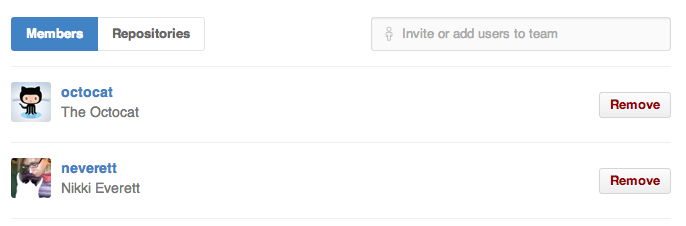 Members Repositories Invite or add users to team
octocat
The Octocat
Remove
neverett
Nikki Everett
Remove